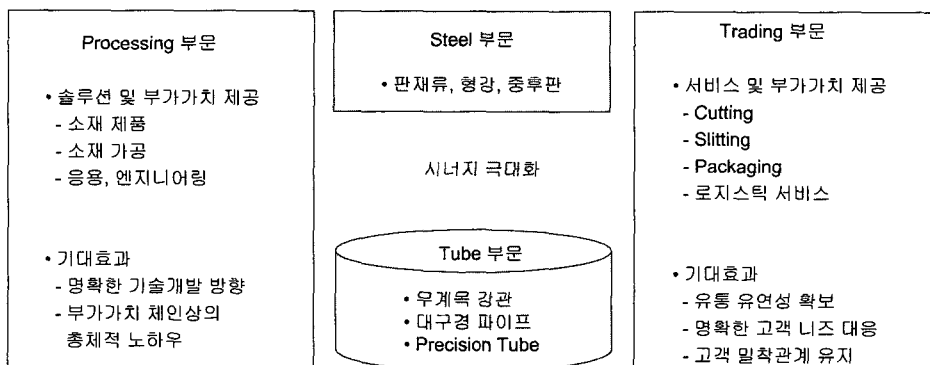 Processing 부문
• 솔루션 및 부가가치 제공
- 소재 제품
- 소재 가공
- 응용, 엔지니어링
• 기대효과
- 명확한 기술개발 방향
- 부가가치 체인상의
총체적 노하우
Steel 부문
• 판재류, 형강, 중후판
시너지 극대화
Tube 부문
• 우계목 강관
• 대구경 파이프
• Precision Tube
Trading 부문
• 서비스 및 부가가치 제공
- Cutting
- Slitting
- Packaging
- 로지스틱 서비스
• 기대효과
- 유통 유연성 확보
- 명확한 고객 니즈 대응
- 고객 밀착관계 유지